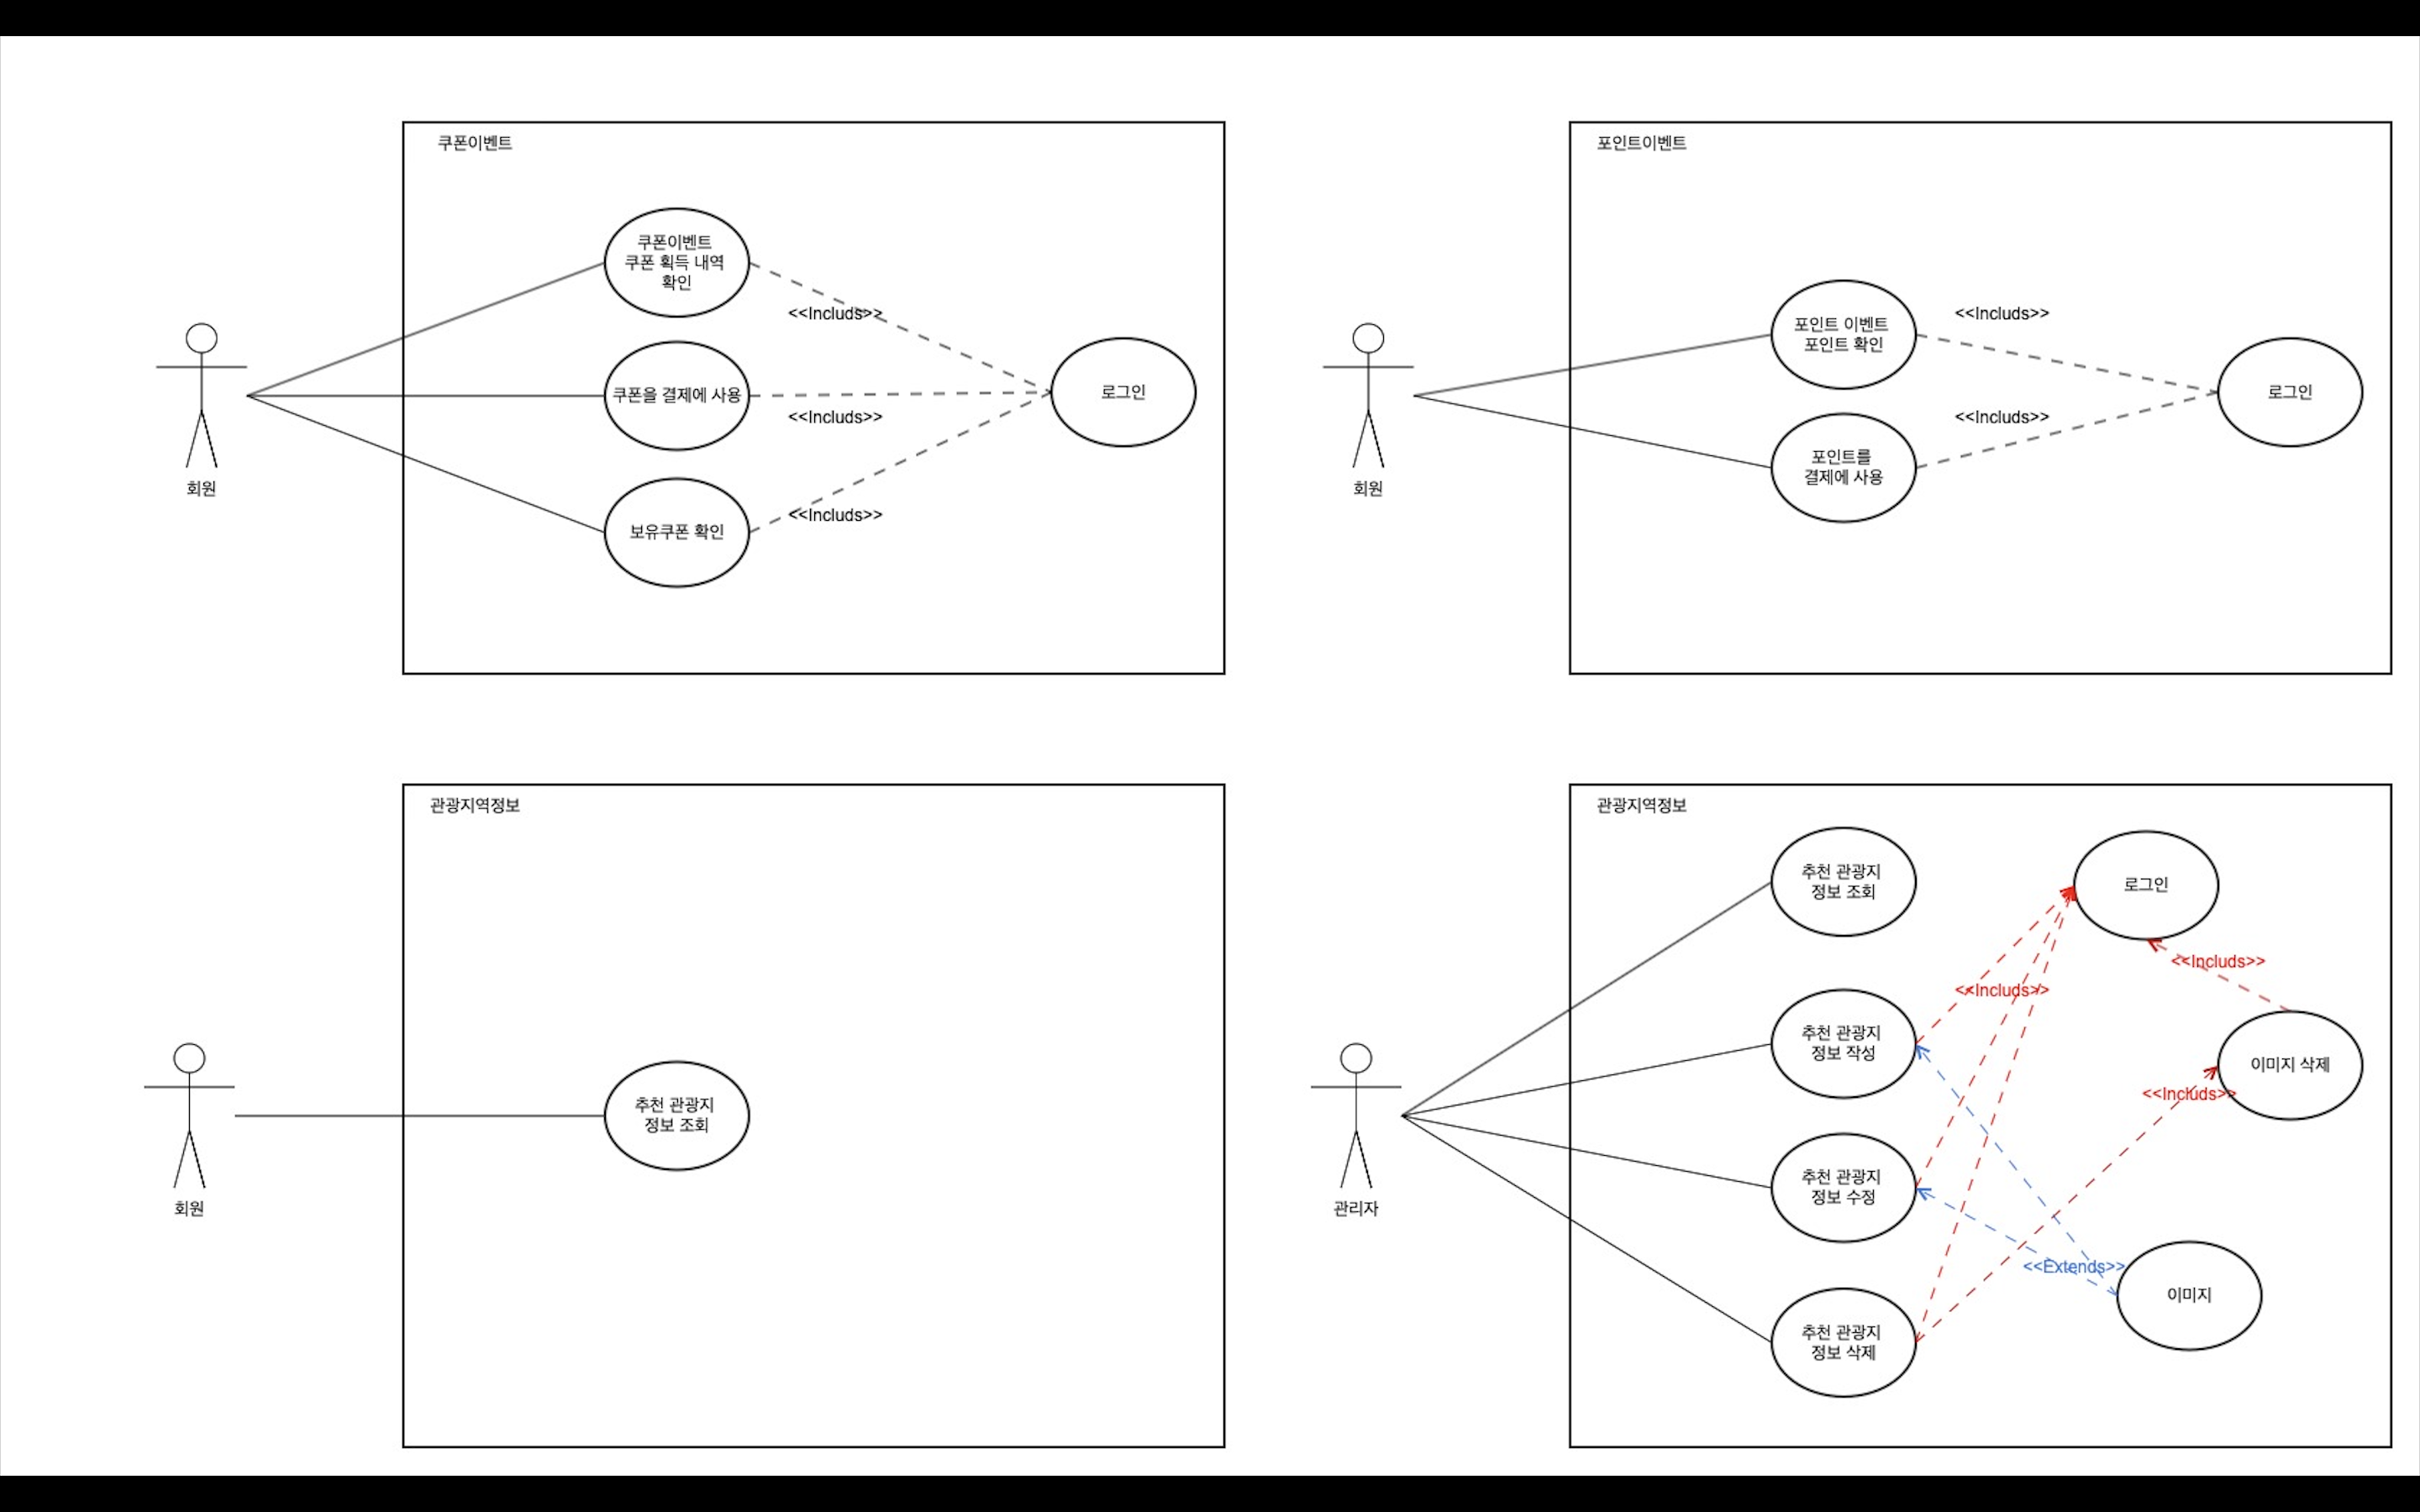 쿠폰이벤트
쿠폰이벤트
쿠폰 획득 내역
확인
<<Includs>>
쿠폰을 결제에 사용
로그인
<<Includs>>
보유쿠폰 확인
<<Includs>>
회원
포인트이벤트
포인트 이벤트
포인트 확인
<<Includs>>
로그인
<<Includs>>
포인트를
결제에 사용
회원
관광지역정보
추천 관광지
정보 조회
회원
관광지역정보
추천 관광지
정보 조회
로그인
<<Includs>>
<<Includs>>
추천 관광지
정보 작성
이미지 삭제
<<Includs>>
추천 관광지
정보 수정
관리자
<<Extends>>
이미지
추천 관광지
정보 삭제